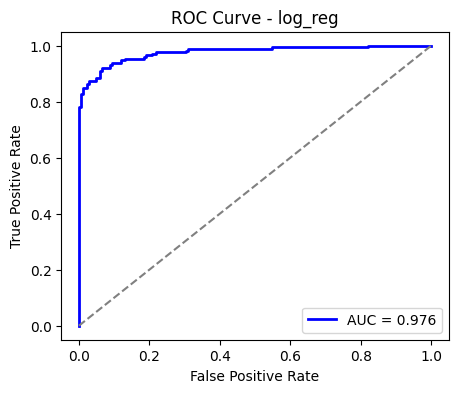 ROC Curve - log_reg
True Positive Rate
1.0
0.8
0.6
0.4
0.2
0.0
AUC = 0.976
0.0 0.2 0.4 0.6 0.8 1.0
False Positive Rate